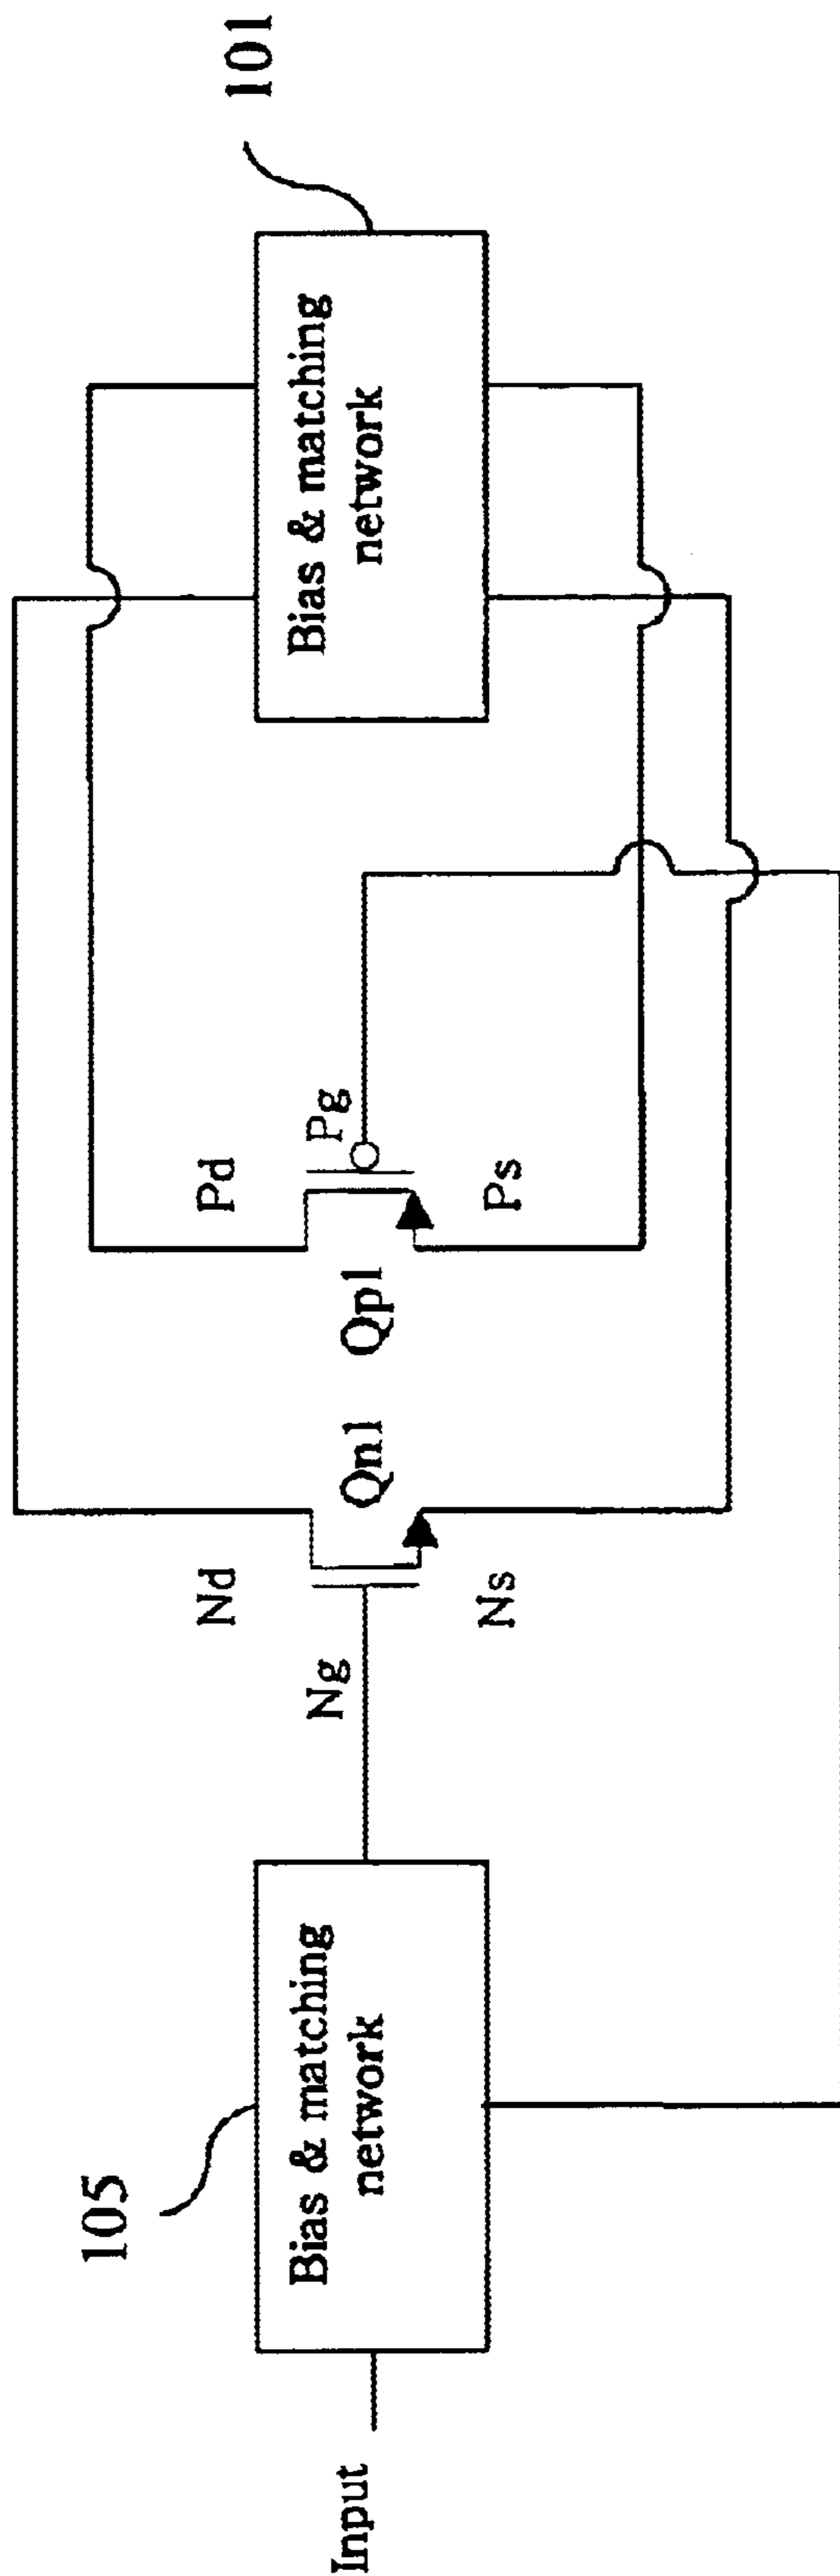 101
Bias & matching
network
Pd
Pg
Ps
Qn1 Qp1
Nd
Ng
Ns
105
Bias & matching
network
Input